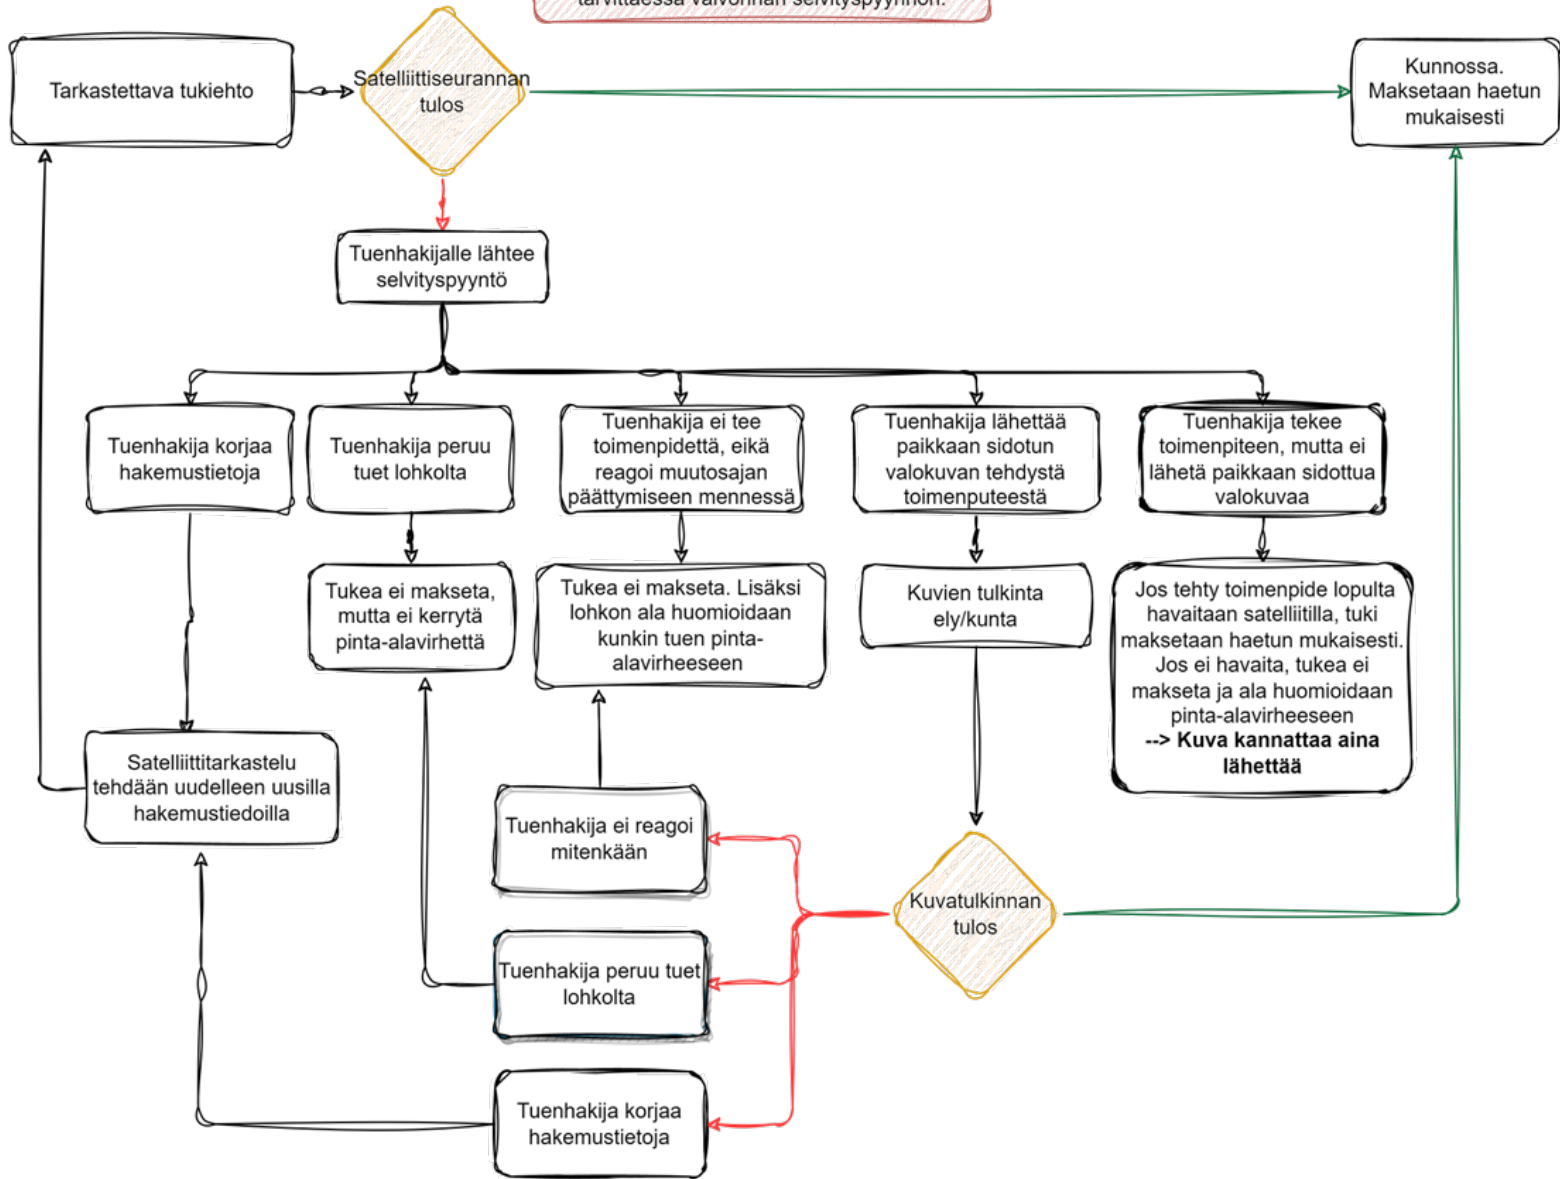 tarvittaessa valvonnan selvityspyynnön.
Tarkastettava tukiehto
Satelliittiseurannan
tulos
Kunnossa.
Maksetaan haetun
mukaisesti
Tuenhakijalle lähtee
selvityspyyntö
Tuenhakija korjaa
hakemustietoja
Tuenhakija peruu
tuet lohkolta
Tuenhakija ei tee
toimenpidettä, eikä
reagoi muutosajan
päättymiseen mennessä
Tuenhakija lähettää
paikkaan sidotun
valokuvan tehdystä
toimenputeestä
Tuenhakija tekee
toimenpiteen, mutta ei
lähetä paikkaan sidottua
valokuvaa
Tukea ei makseta,
mutta ei kerrytä
pinta-alavirhettä
Tukea ei makseta. Lisäksi
lohkon ala huomioidaan
kunkin tuen pinta-
alavirheeseen
Kuvien tulkinta
ely/kunta
Jos tehty toimenpide lopulta
havaitaan satelliitilla, tuki
maksetaan haetun mukaisesti.
Jos ei havaita, tukea ei
makseta ja ala huomioidaan
pinta-alavirheeseen
--> Kuva kannattaa aina
lähettää
Satelliittitarkastelu
tehdään uudelleen uusilla
hakemustiedoilla
Tuenhakija ei reagoi
mitenkään
Kuvatulkinnan
tulos
Tuenhakija peruu tuet
lohkolta
Tuenhakija korjaa
hakemustietoja